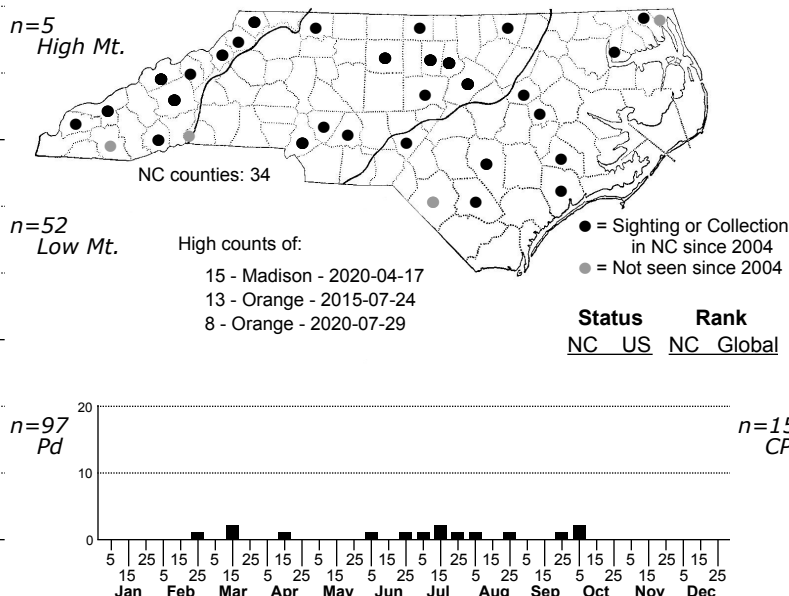 n=5
High Mt.
NC counties: 34
n=52
Low Mt.
High counts of:
15 - Madison - 2020-04-17
13 - Orange - 2015-07-24
8 - Orange - 2020-07-29
= Sighting or Collection
in NC since 2004
= Not seen since 2004
Status Rank
NC US NC Global
n=97
Pd
n=15
CP
20
10
0
5 25 15 5 25 15 5 25 15 5 25 15 5 25 15 5 25 15
15 5 25 15 5 25 15 5 25 15 5 25 15 5 25 15 5 25
Jan Feb Mar Apr May Jun Jul Aug Sep Oct Nov Dec